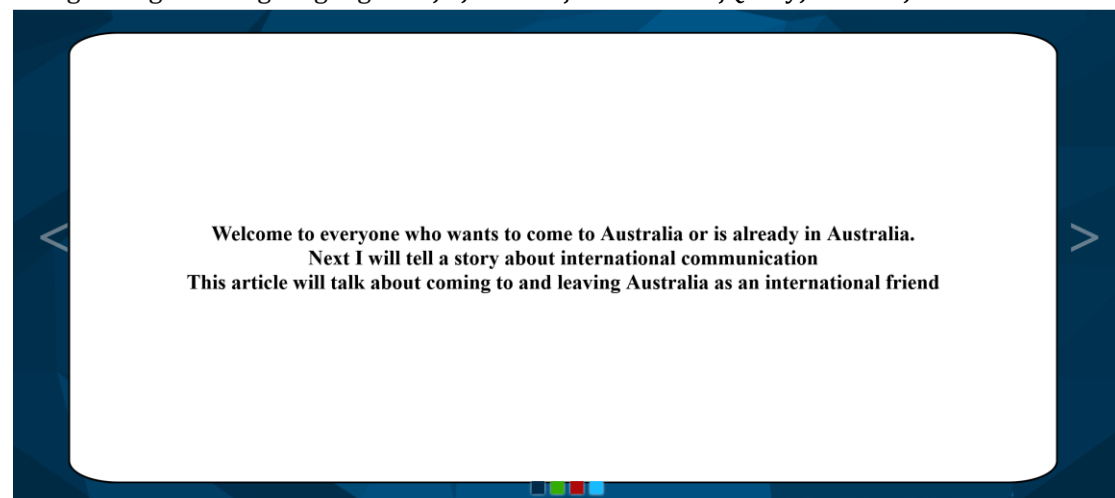 <
Welcome to everyone who wants to come to Australia or is already in Australia.
Next I will tell a story about international communication
This article will talk about coming to and leaving Australia as an international friend
>